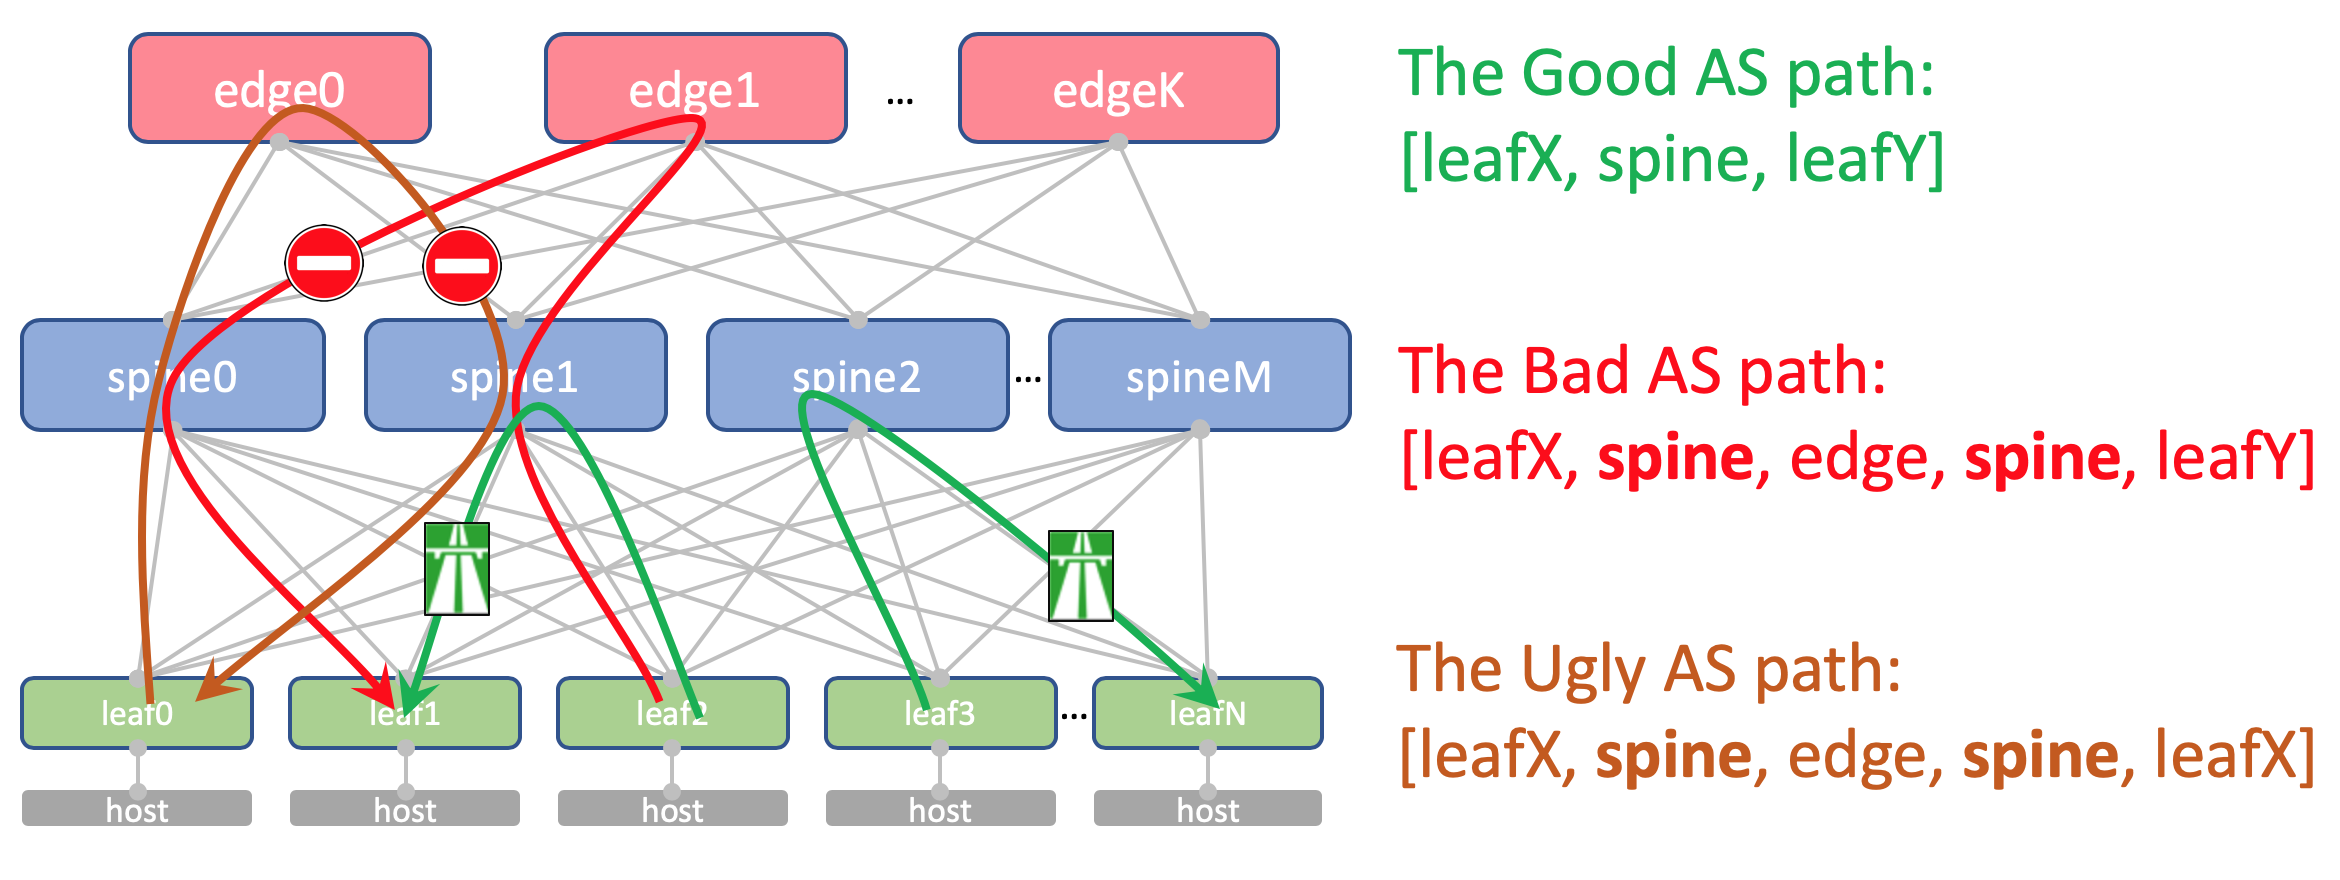 edge0
edge1
...
edgeK
spine0
spine1
spine2
...
spineM
leaf0
leaf1
leaf2
leaf3
...
leafN
host
host
host
host
host
The Good AS path:
[leafX, spine, leafY]
The Bad AS path:
[leafX, spine, edge, spine, leafY]
The Ugly AS path:
[leafX, spine, edge, spine, leafX]